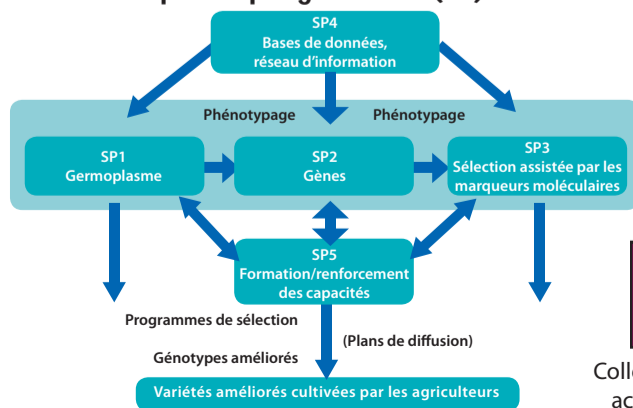 SP4
Bases de données,
réseau d'information
Phénotypage
Phénotypage
SP1
Germoplasme
SP2
Gènes
SP3
Sélection assistée par les
marqueurs moléculaires
SP5
Formation/renforcement
des capacités
Programmes de sélection
(Plans de diffusion)
Génotypes améliorés
Variétés améliorés cultivées par les agriculteurs